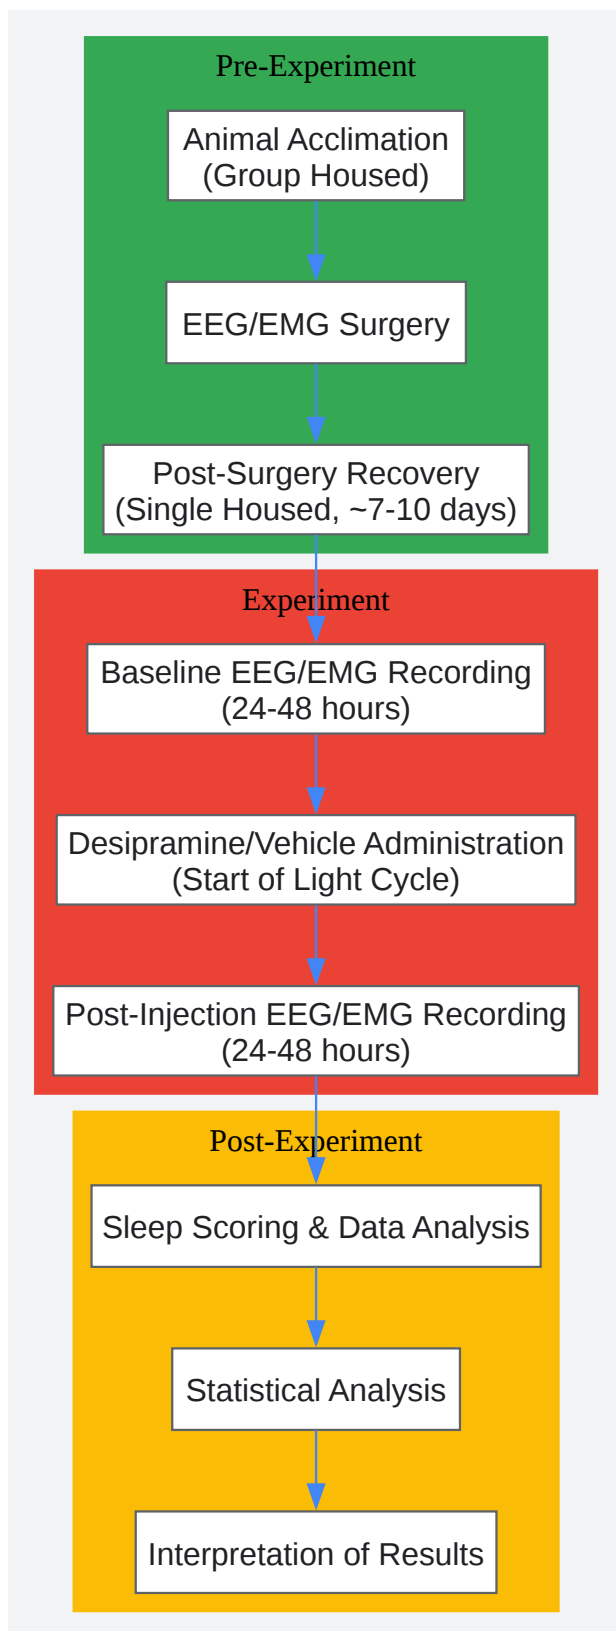 Pre-Experiment
Animal Acclimation
(Group Housed)
EEG/EMG Surgery
Post-Surgery Recovery
(Single Housed, ~7-10 days)
Experiment
Baseline EEG/EMG Recording
(24-48 hours)
Desipramine/Vehicle Administration
(Start of Light Cycle)
Post-Injection EEG/EMG Recording
(24-48 hours)
Post-Experiment
Sleep Scoring & Data Analysis
Statistical Analysis
Interpretation of Results